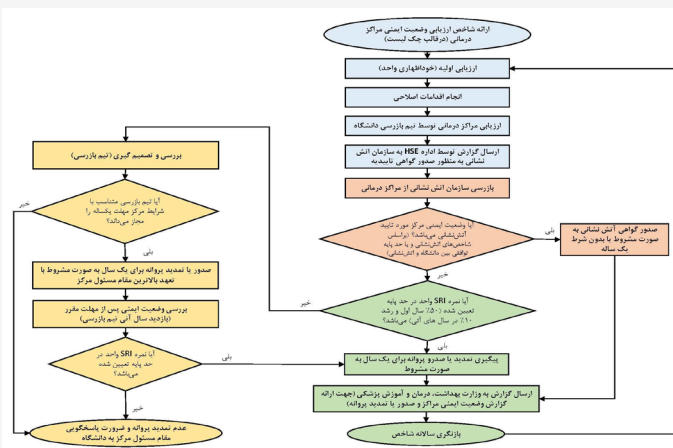 ارائه شاخص ارزیابی وضعیت ایمنی مراکز
درمانی (درقالب چک لیست)
ارزیابی اولیه (خوداظهاری واحد)
انجام اقدامات اصلاحی
ارزیابی مراکز درمانی توسط تیم بازرسی دانشگاه
ارسال گزارش توسط اداره HSE به سازمان آتش
نشانی به منظور صدور گواهی تاییدیه
بازرسی سازمان آتش نشانی از مراکز درمانی
آیا وضعیت ایمنی مرکز مورد تایید
آتش‌نشانی می‌باشد؟ (براساس
شاخص‌های آتش‌نشانی و یا حد پایه
توافقی بین دانشگاه و آتش‌نشانی)
بلی
صدور گواهی آتش نشانی به
صورت مشروط یا بدون شرط
یک ساله
خیر
آیا نمره SRI واحد در حد پایه
تعیین شده (۵۰٪ سال اول و رشد
۱۰٪ در سال های آتی) می‌باشد؟
خیر
بلی
پیگیری تمدید یا صدرو پروانه برای یک سال به
صورت مشروط
ارسال گزارش به وزارت بهداشت، درمان و آموزش پزشکی (جهت ارائه
گزارش وضعیت ایمنی مراکز و صدور یا تمدید پروانه)
بازنگری سالانه شاخص
بررسی و تصمیم گیری (تیم بازرسی)
آیا تیم بازرسی متناسب با
شرایط مرکز مهلت یکساله را
مجاز می‌داند؟
خیر
بلی
صدور یا تمدید پروانه برای یک سال به صورت مشروط با
تعهد بالاترین مقام مسئول مرکز
بررسی وضعیت ایمنی پس از مهلت مقرر
(بازدید سال آتی تیم بازرسی)
آیا نمره SRI واحد در
حد پایه تعیین شده
می‌باشد؟
بلی
خیر
عدم تمدید پروانه و ضرورت پاسخگویی
مقام مسئول مرکز به دانشگاه